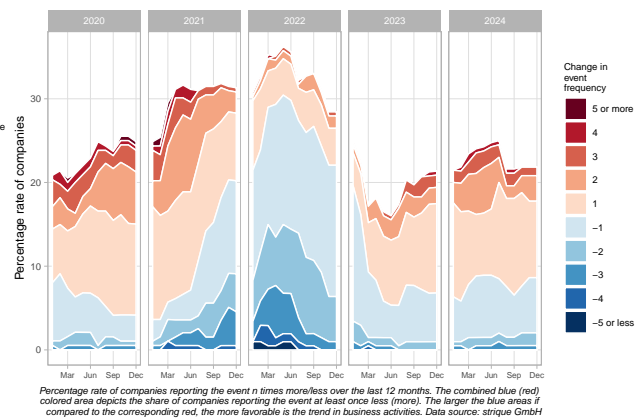 2020
2021
2022
2023
2024
Percentage rate of companies
30
20
10
0
Mar Jun Sep Dec
Mar Jun Sep Dec
Mar Jun Sep Dec
Mar Jun Sep Dec
Mar Jun Sep Dec
e
Change in
event
frequency
5 or more
4
3
2
1
−1
−2
−3
−4
−5 or less
Percentage rate of companies reporting the event n times more/less over the last 12 months. The combined blue (red)
colored area depicts the share of companies reporting the event at least once less (more). The larger the blue areas if
compared to the corresponding red, the more favorable is the trend in business activities. Data source: strique GmbH